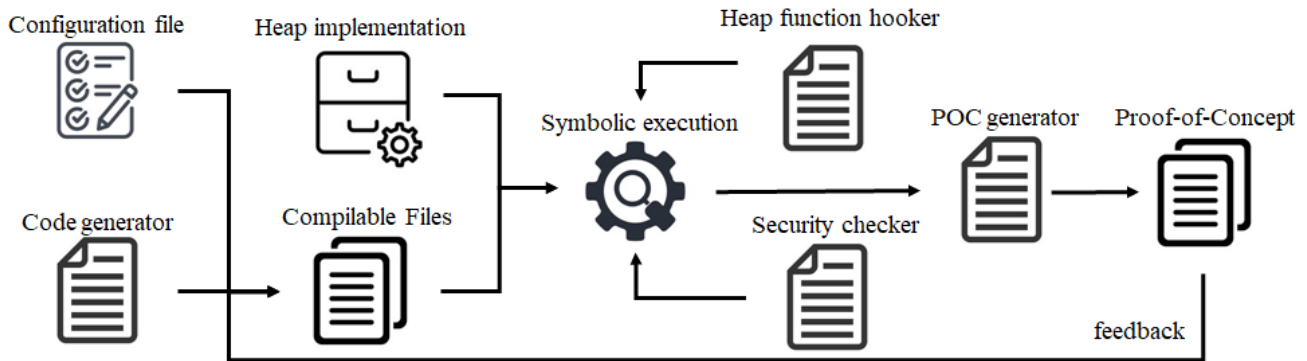 Configuration file
Heap implementation
Heap function hooker
Symbolic execution
POC generator
Proof-of-Concept
Code generator
Compilable Files
Security checker
feedback